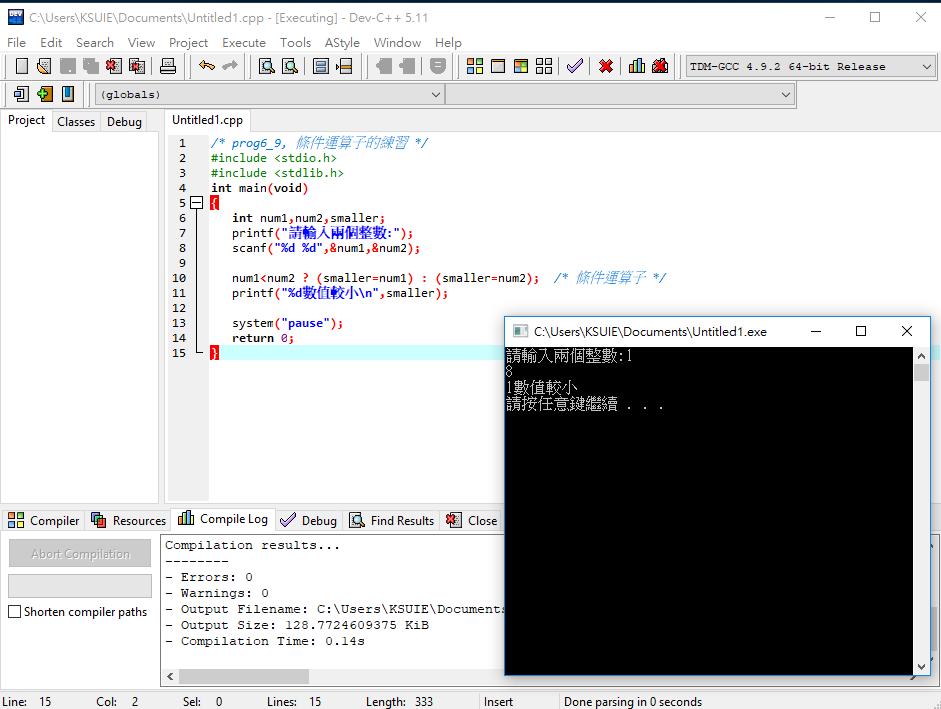 C:\Users\KSUIE\Documents\Untitled1.cpp - [Executing] - Dev-C++ 5.11
File Edit Search View Project Execute Tools AStyle Window Help
TDM-GCC 4.9.2 64-bit Release
(globals)
Project Classes Debug
Untitled1.cpp
1 /* prog6_9, 條件運算子的練習 */
2 #include <stdio.h>
3 #include <stdlib.h>
4 int main(void)
5 {
6 int num1,num2,smaller;
7 printf("請輸入兩個整數:");
8 scanf("%d %d",&num1,&num2);
9
10 num1<num2 ? (smaller=num1) : (smaller=num2); /* 條件運算子 */
11 printf("%d數值較小\n",smaller);
12
13 system("pause");
14 return 0;
15 }
C:\Users\KSUIE\Documents\Untitled1.exe
請輸入兩個整數:1
8
1數值較小
請按任意鍵繼續 . . .
Compiler Resources Compile Log Debug Find Results Close
Abort Compilation
Shorten compiler paths
Compilation results...
--------
- Errors: 0
- Warnings: 0
- Output Filename: C:\Users\KSUIE\Documents
- Output Size: 128.7724609375 KiB
- Compilation Time: 0.14s
Line: 15 Col: 2 Sel: 0 Lines: 15 Length: 333 Insert Done parsing in 0 seconds